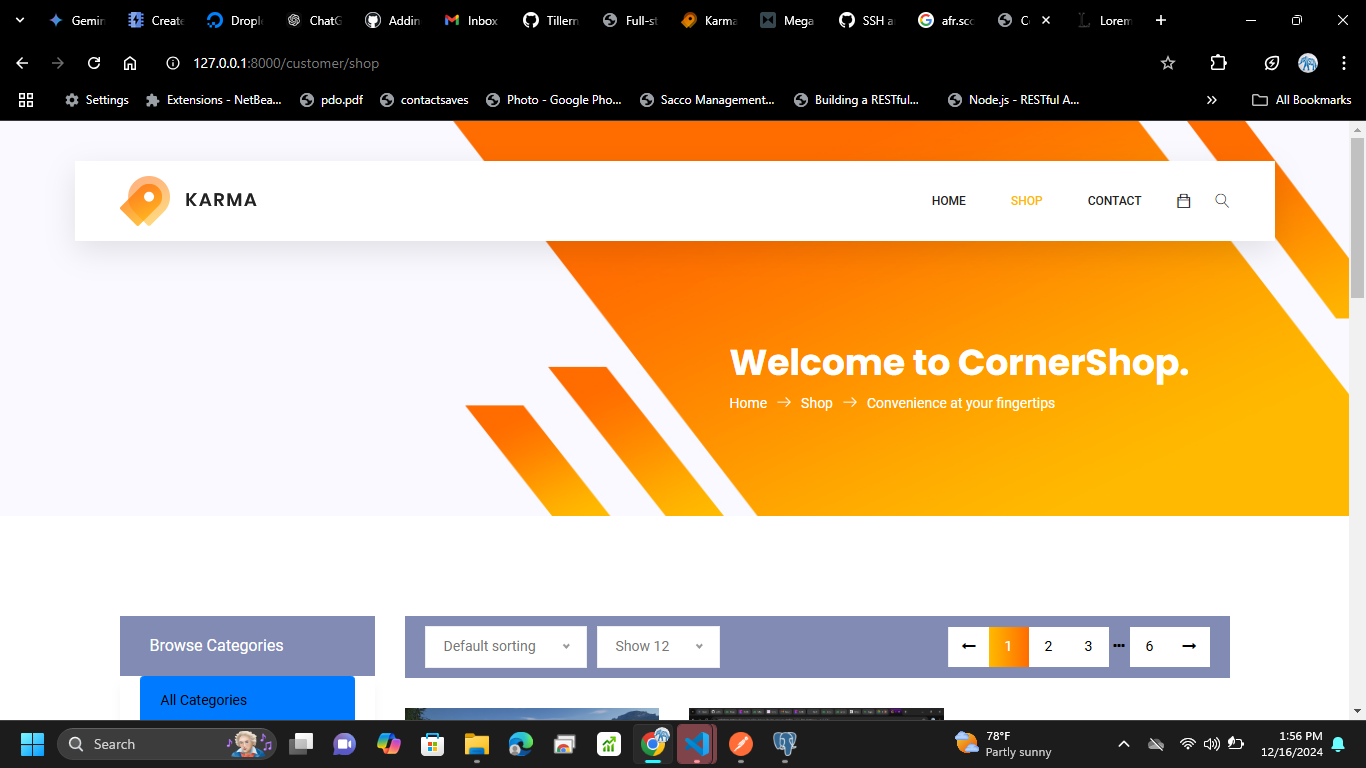 Gemin
Create
Drople
ChatG
Addin
Inbox
Tillern
Full-st
Karma
Mega
SSH a
afr.scc
Lorem
127.0.0.1:8000/customer/shop
Settings
Extensions - NetBea...
pdo.pdf
contactsaves
Photo - Google Pho...
Sacco Management...
Building a RESTful...
Node.js - RESTful A...
All Bookmarks
KARMA
HOME
SHOP
CONTACT
Welcome to CornerShop.
Home → Shop → Convenience at your fingertips
Browse Categories
Default sorting
Show 12
1 2 3 ... 6
All Categories
Search
78°F
Partly sunny
1:56 PM
12/16/2024